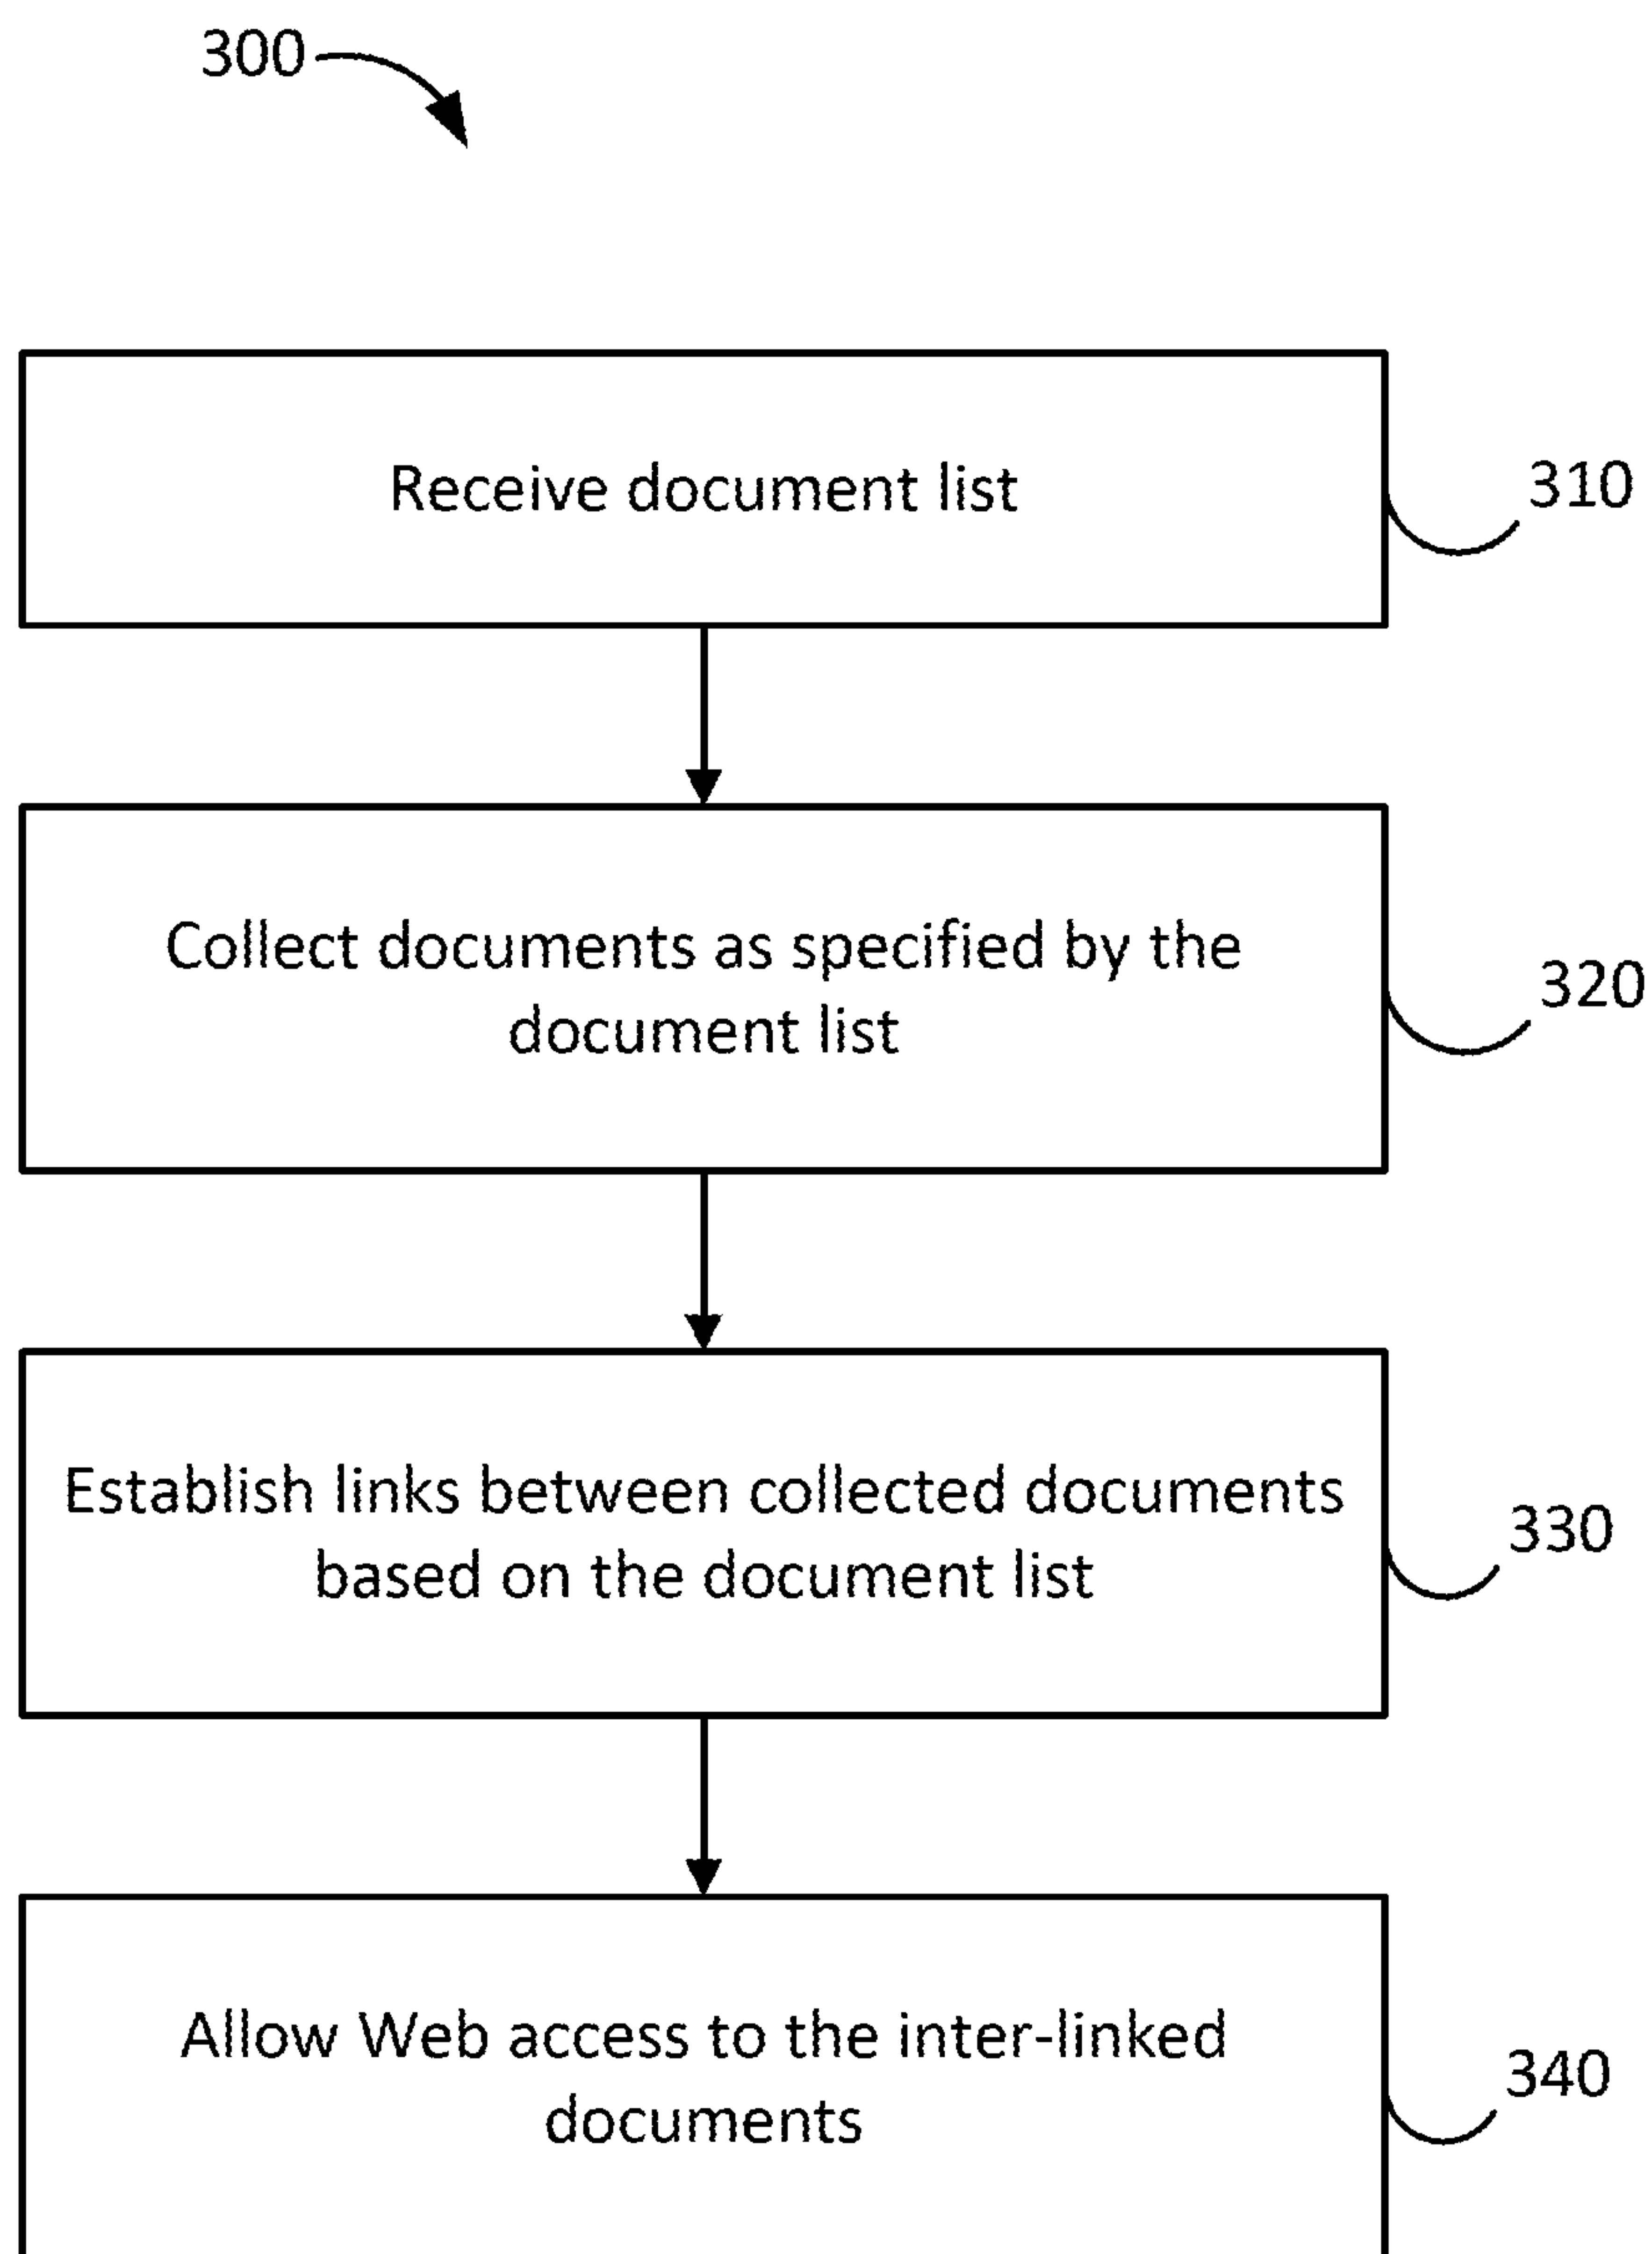 300
Receive document list
310
Collect documents as specified by the
document list
320
Establish links between collected documents
based on the document list
330
Allow Web access to the inter-linked
documents
340